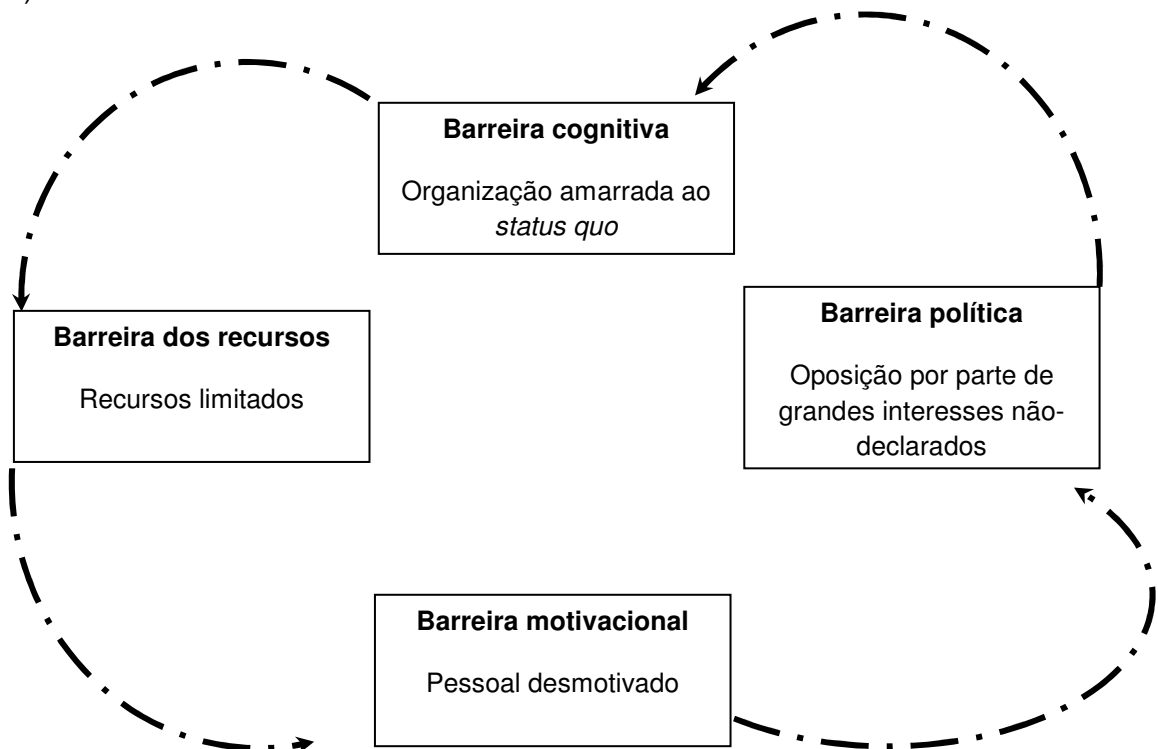 Barreira cognitiva
Organização amarrada ao
status quo
Barreira dos recursos
Recursos limitados
Barreira política
Oposição por parte de
grandes interesses não-
declarados
Barreira motivacional
Pessoal desmotivado